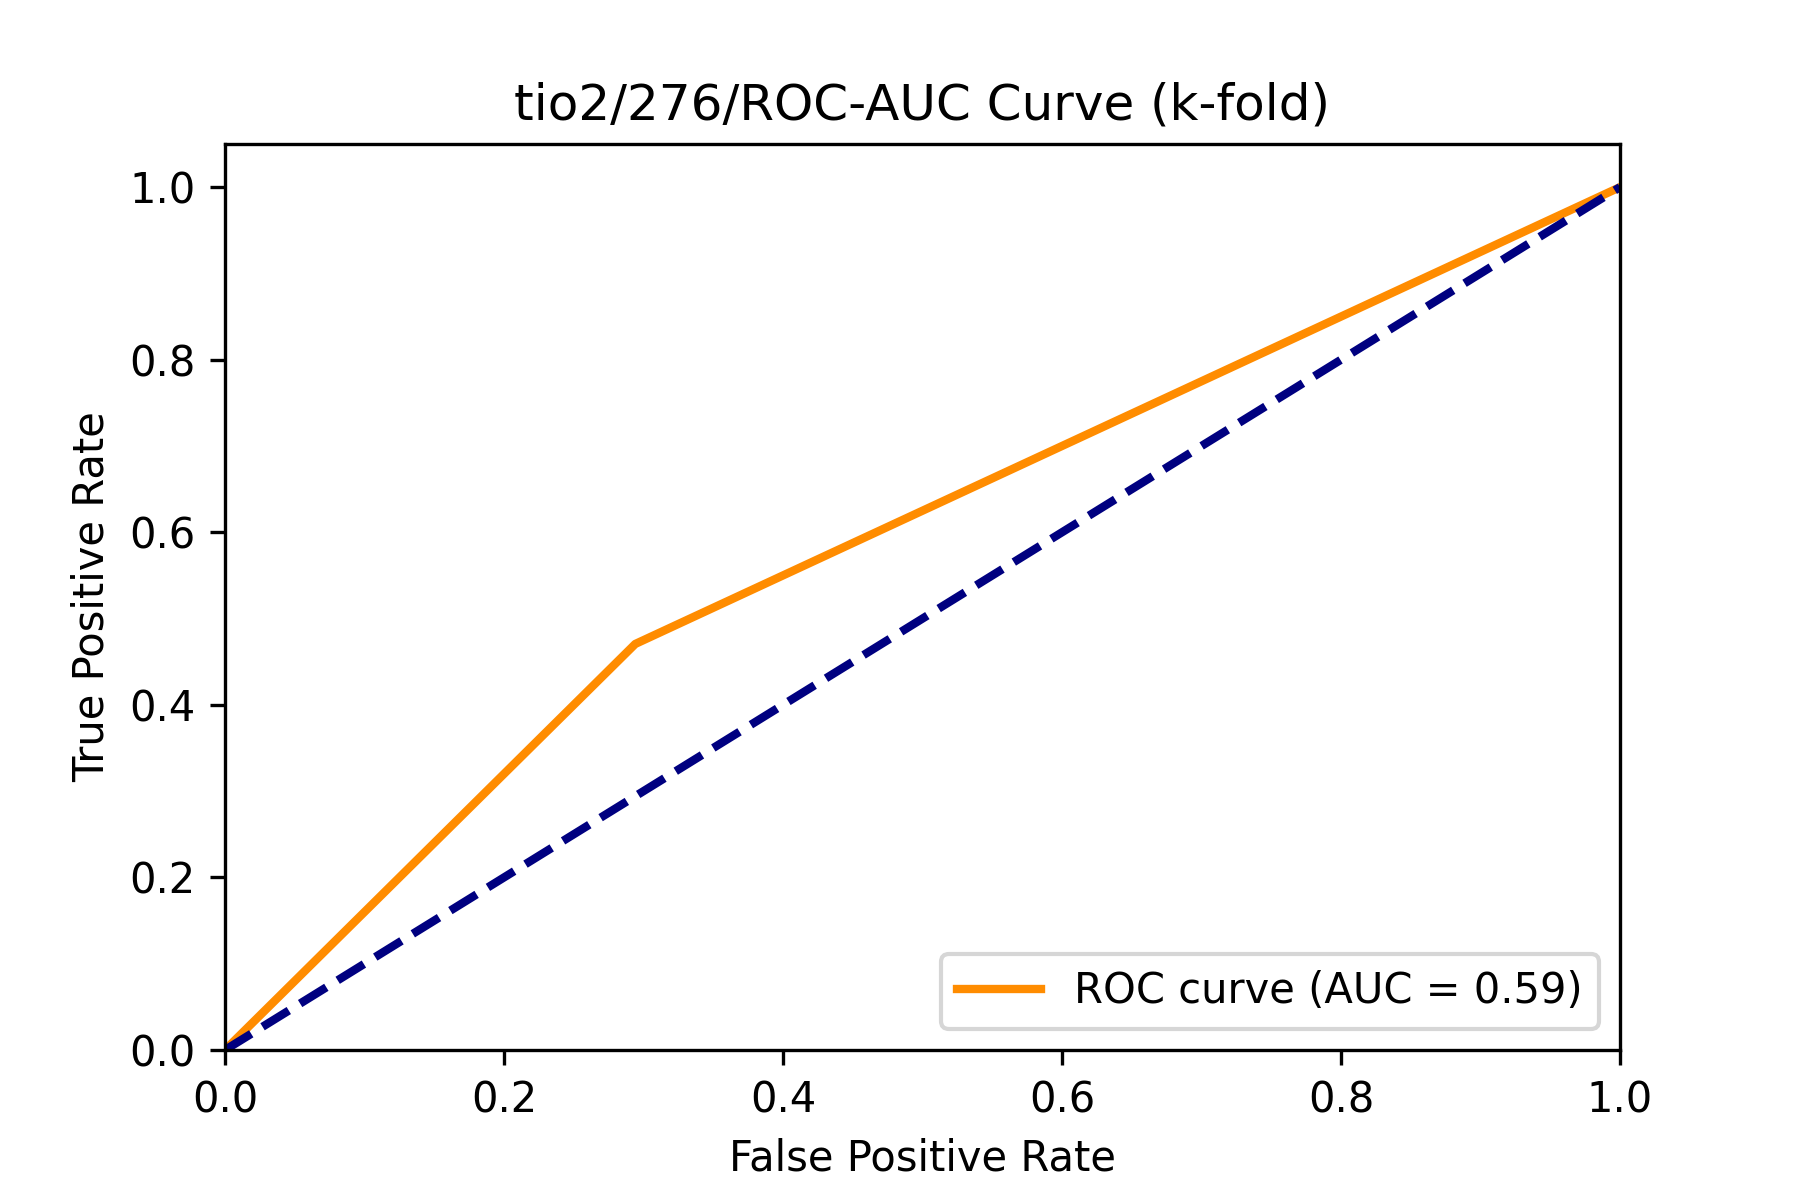 tio2/276/ROC-AUC Curve (k-fold)
True Positive Rate
1.0
0.8
0.6
0.4
0.2
0.0
0.0 0.2 0.4 0.6 0.8 1.0
False Positive Rate
ROC curve (AUC = 0.59)